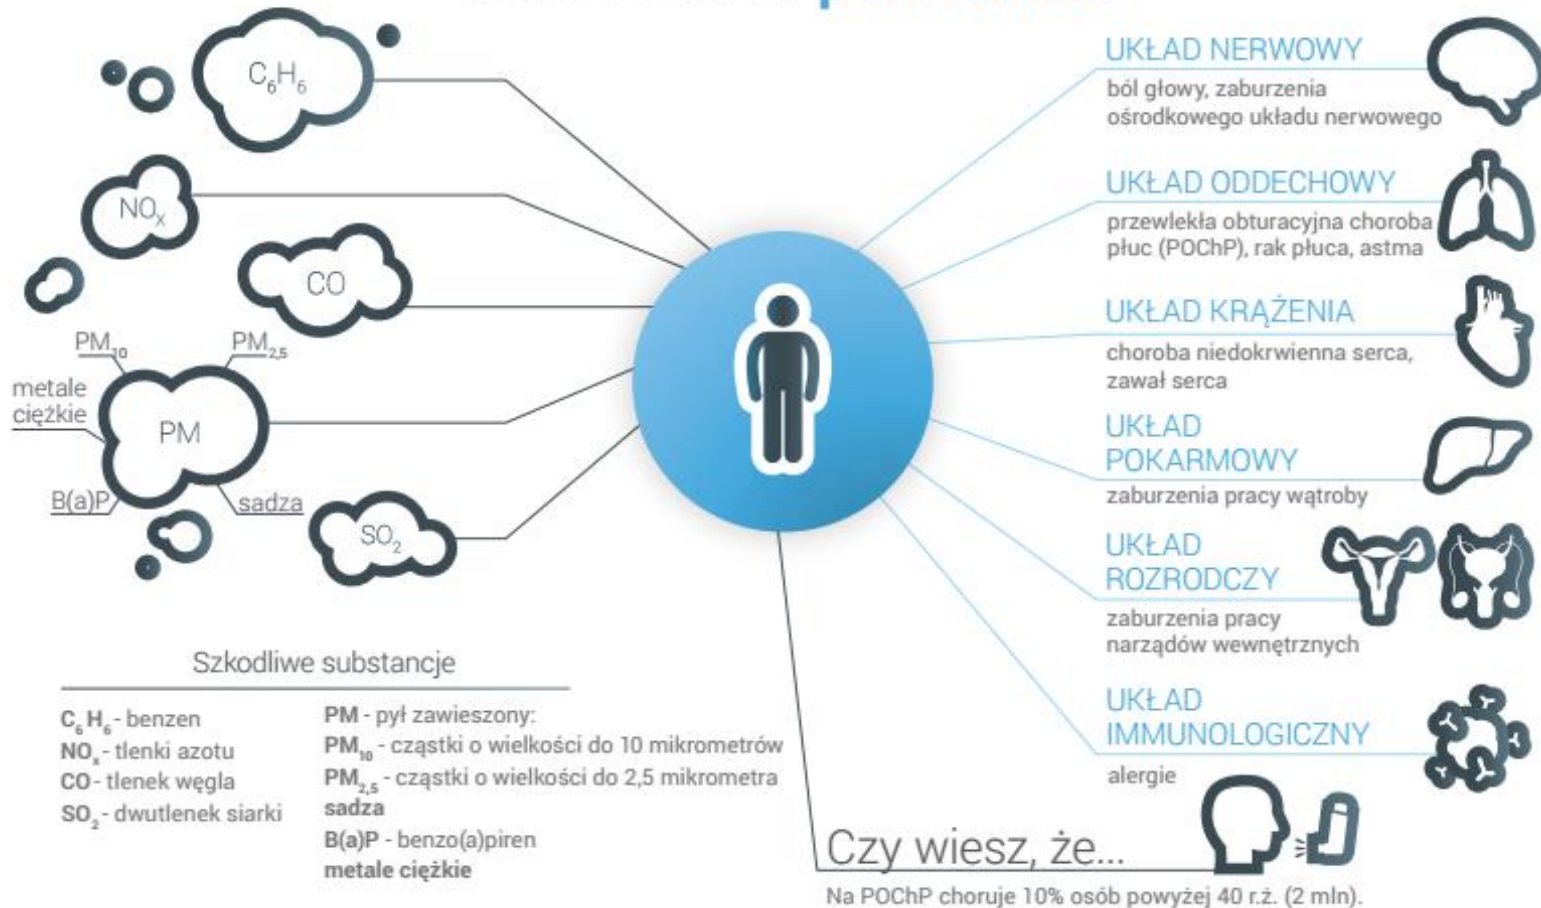 C₆H₆
NOₓ
CO
PM₁₀
PM₂,₅
metale
ciężkie
PM
B(a)P
sadza
SO₂
Szkodliwe substancje
C₆H₆ - benzen
NOₓ - tlenki azotu
CO - tlenek węgla
SO₂ - dwutlenek siarki
PM - pył zawieszony:
PM₁₀ - cząstki o wielkości do 10 mikrometrów
PM₂,₅ - cząstki o wielkości do 2,5 mikrometra
sadza
B(a)P - benzo(a)piren
metale ciężkie
UKŁAD NERWOWY
ból głowy, zaburzenia
ośrodkowego układu nerwowego
UKŁAD ODDECHOWY
przewlekła obturacyjna choroba
płuc (POChP), rak płuca, astma
UKŁAD KRĄŻENIA
choroba niedokrwienna serca,
zawał serca
UKŁAD
POKARMOWY
zaburzenia pracy wątroby
UKŁAD
ROZRODCZY
zaburzenia pracy
narządów wewnętrznych
UKŁAD
IMMUNOLOGICZNY
alergie
Czy wiesz, że...
Na POChP choruje 10% osób powyżej 40 r.ż. (2 mln).